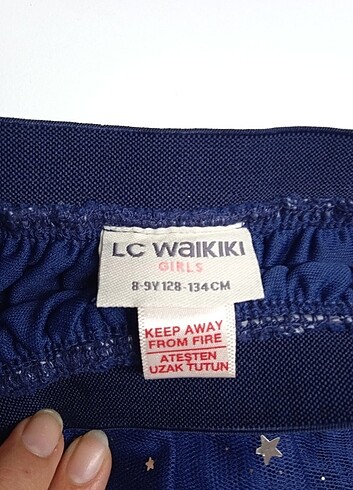 LC WAIKIKI
GIRLS
8-9Y 128-134CM
KEEP AWAY
FROM FIRE
ATEŞTEN
UZAK TUTUN